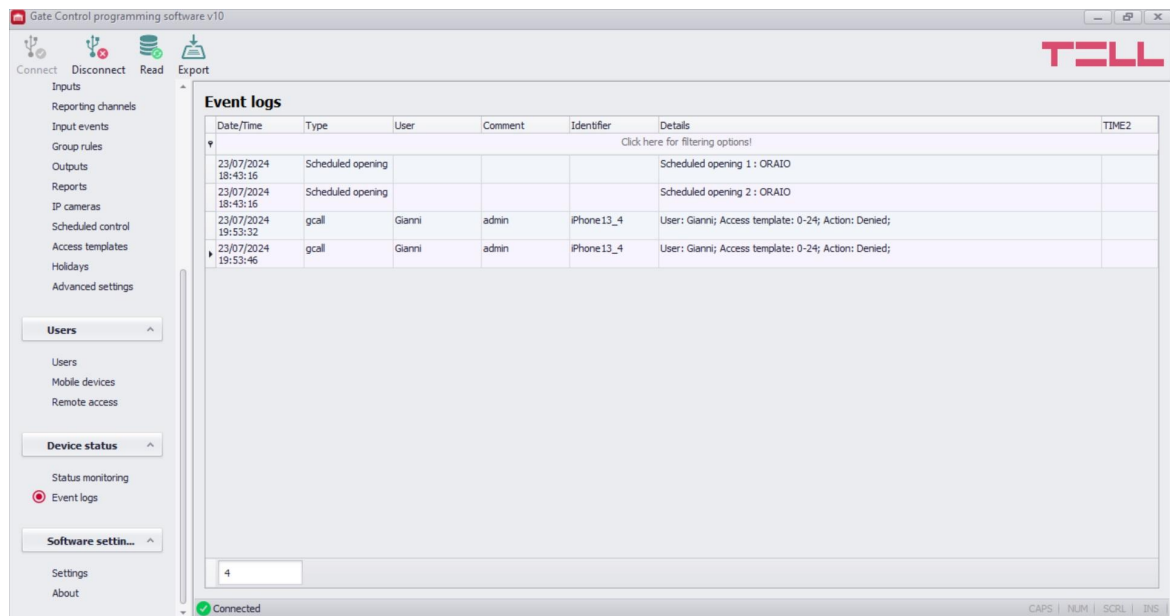 Gate Control programming software v10
Connect Disconnect Read Export
TELL
Inputs
Reporting channels
Input events
Group rules
Outputs
Reports
IP cameras
Scheduled control
Access templates
Holidays
Advanced settings
Users
Users
Mobile devices
Remote access
Device status
Status monitoring
Event logs
Software settin...
Settings
About
Event logs
Date/Time Type User Comment Identifier Details TIME2
Click here for filtering options!
23/07/2024 Scheduled opening Scheduled opening 1 : ORAIO
18:43:16
23/07/2024 Scheduled opening Scheduled opening 2 : ORAIO
18:43:16
23/07/2024 gcall Gianni admin iPhone13_4 User: Gianni; Access template: 0-24; Action: Denied;
19:53:32
23/07/2024 gcall Gianni admin iPhone13_4 User: Gianni; Access template: 0-24; Action: Denied;
19:53:46
4
Connected
CAPS NUM SCRL INS